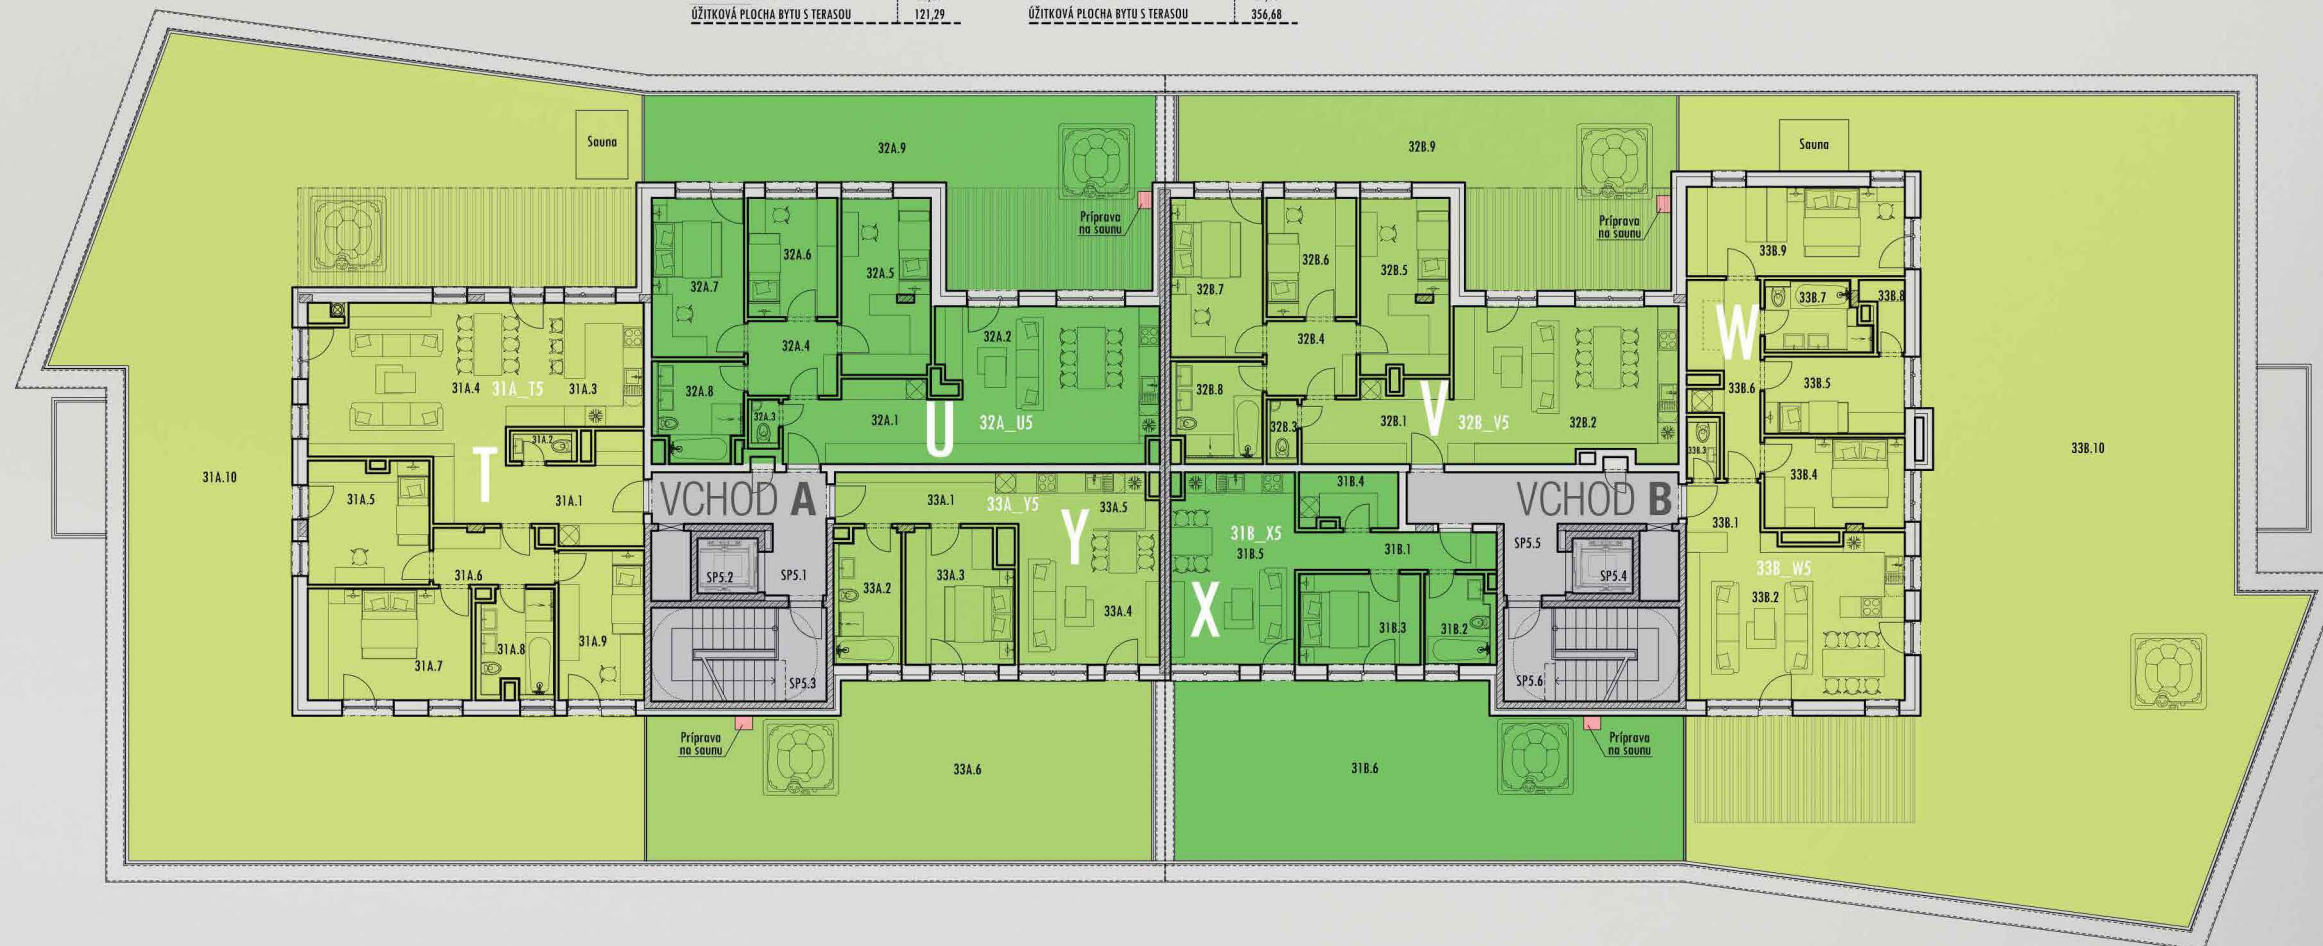 ÚŽITKOVÁ PLOCHA BYTU S TERASOU 121,29
ÚŽITKOVÁ PLOCHA BYTU S TERASOU 356,68
Sauna
32A.9
32B.9
Sauna
Príprava
na saunu
Príprava
na saunu
32A.7
32A.6
32A.5
32A.4
32A.8
32A.3
32A.1
32A.2
U
32A_U5
32B.7
32B.6
32B.5
32B.4
32B.8
32B.3
32B.1
V
32B_V5
32B.2
33B.9
33B.7
33B.8
W
33B.6
33B.5
33B.3
33B.4
33B.1
33B_W5
33B.2
33B.10
31A.10
31A.4
31A_T5
31A.3
31A.2
T
31A.5
31A.1
31A.6
31A.7
31A.8
31A.9
VCHOD A
SP5.2
SP5.1
SP5.3
33A.1
33A_Y5
33A.5
Y
33A.2
33A.3
33A.4
31B.4
31B_X5
31B.5
31B.1
X
31B.3
31B.2
VCHOD B
SP5.5
SP5.4
SP5.6
Príprava
na saunu
33A.6
31B.6
Príprava
na saunu